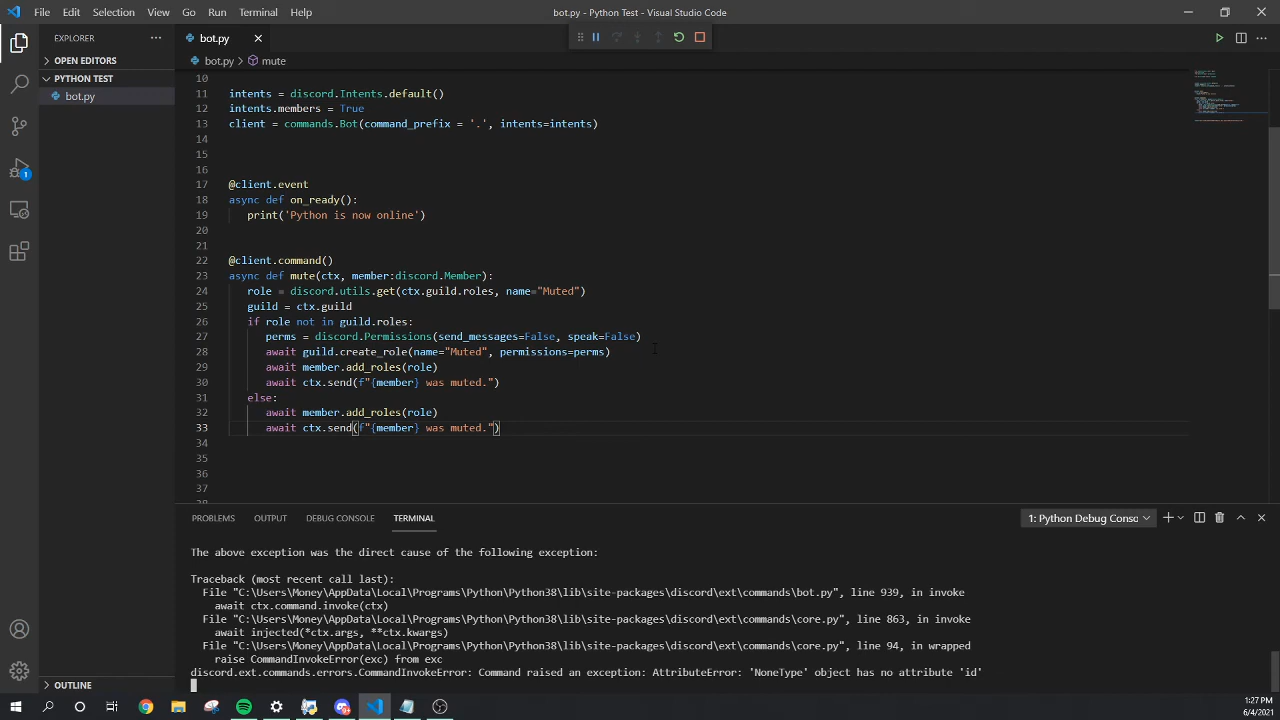 File Edit Selection View Go Run Terminal Help
bot.py - Python Test - Visual Studio Code
EXPLORER
OPEN EDITORS
PYTHON TEST
bot.py
OUTLINE
1
bot.py
bot.py > mute
10
11 intents = discord.Intents.default()
12 intents.members = True
13 client = commands.Bot(command_prefix = '.', intents=intents)
14
15
16
17 @client.event
18 async def on_ready():
19 print('Python is now online')
20
21
22 @client.command()
23 async def mute(ctx, member:discord.Member):
24 role = discord.utils.get(ctx.guild.roles, name="Muted")
25 guild = ctx.guild
26 if role not in guild.roles:
27 perms = discord.Permissions(send_messages=False, speak=False)
28 await guild.create_role(name="Muted", permissions=perms)
29 await member.add_roles(role)
30 await ctx.send(f"{member} was muted.")
31 else:
32 await member.add_roles(role)
33 await ctx.send(f"{member} was muted.")
34
35
36
37
PROBLEMS OUTPUT DEBUG CONSOLE TERMINAL
1: Python Debug Conso
The above exception was the direct cause of the following exception:
Traceback (most recent call last):
File "C:\Users\Money\AppData\Local\Programs\Python\Python38\lib\site-packages\discord\ext\commands\bot.py", line 939, in invoke
await ctx.command.invoke(ctx)
File "C:\Users\Money\AppData\Local\Programs\Python\Python38\lib\site-packages\discord\ext\commands\core.py", line 863, in invoke
await injected(*ctx.args, **ctx.kwargs)
File "C:\Users\Money\AppData\Local\Programs\Python\Python38\lib\site-packages\discord\ext\commands\core.py", line 94, in wrapped
raise CommandInvokeError(exc) from exc
discord.ext.commands.errors.CommandInvokeError: Command raised an exception: AttributeError: 'NoneType' object has no attribute 'id'
1:27 PM
6/4/2021